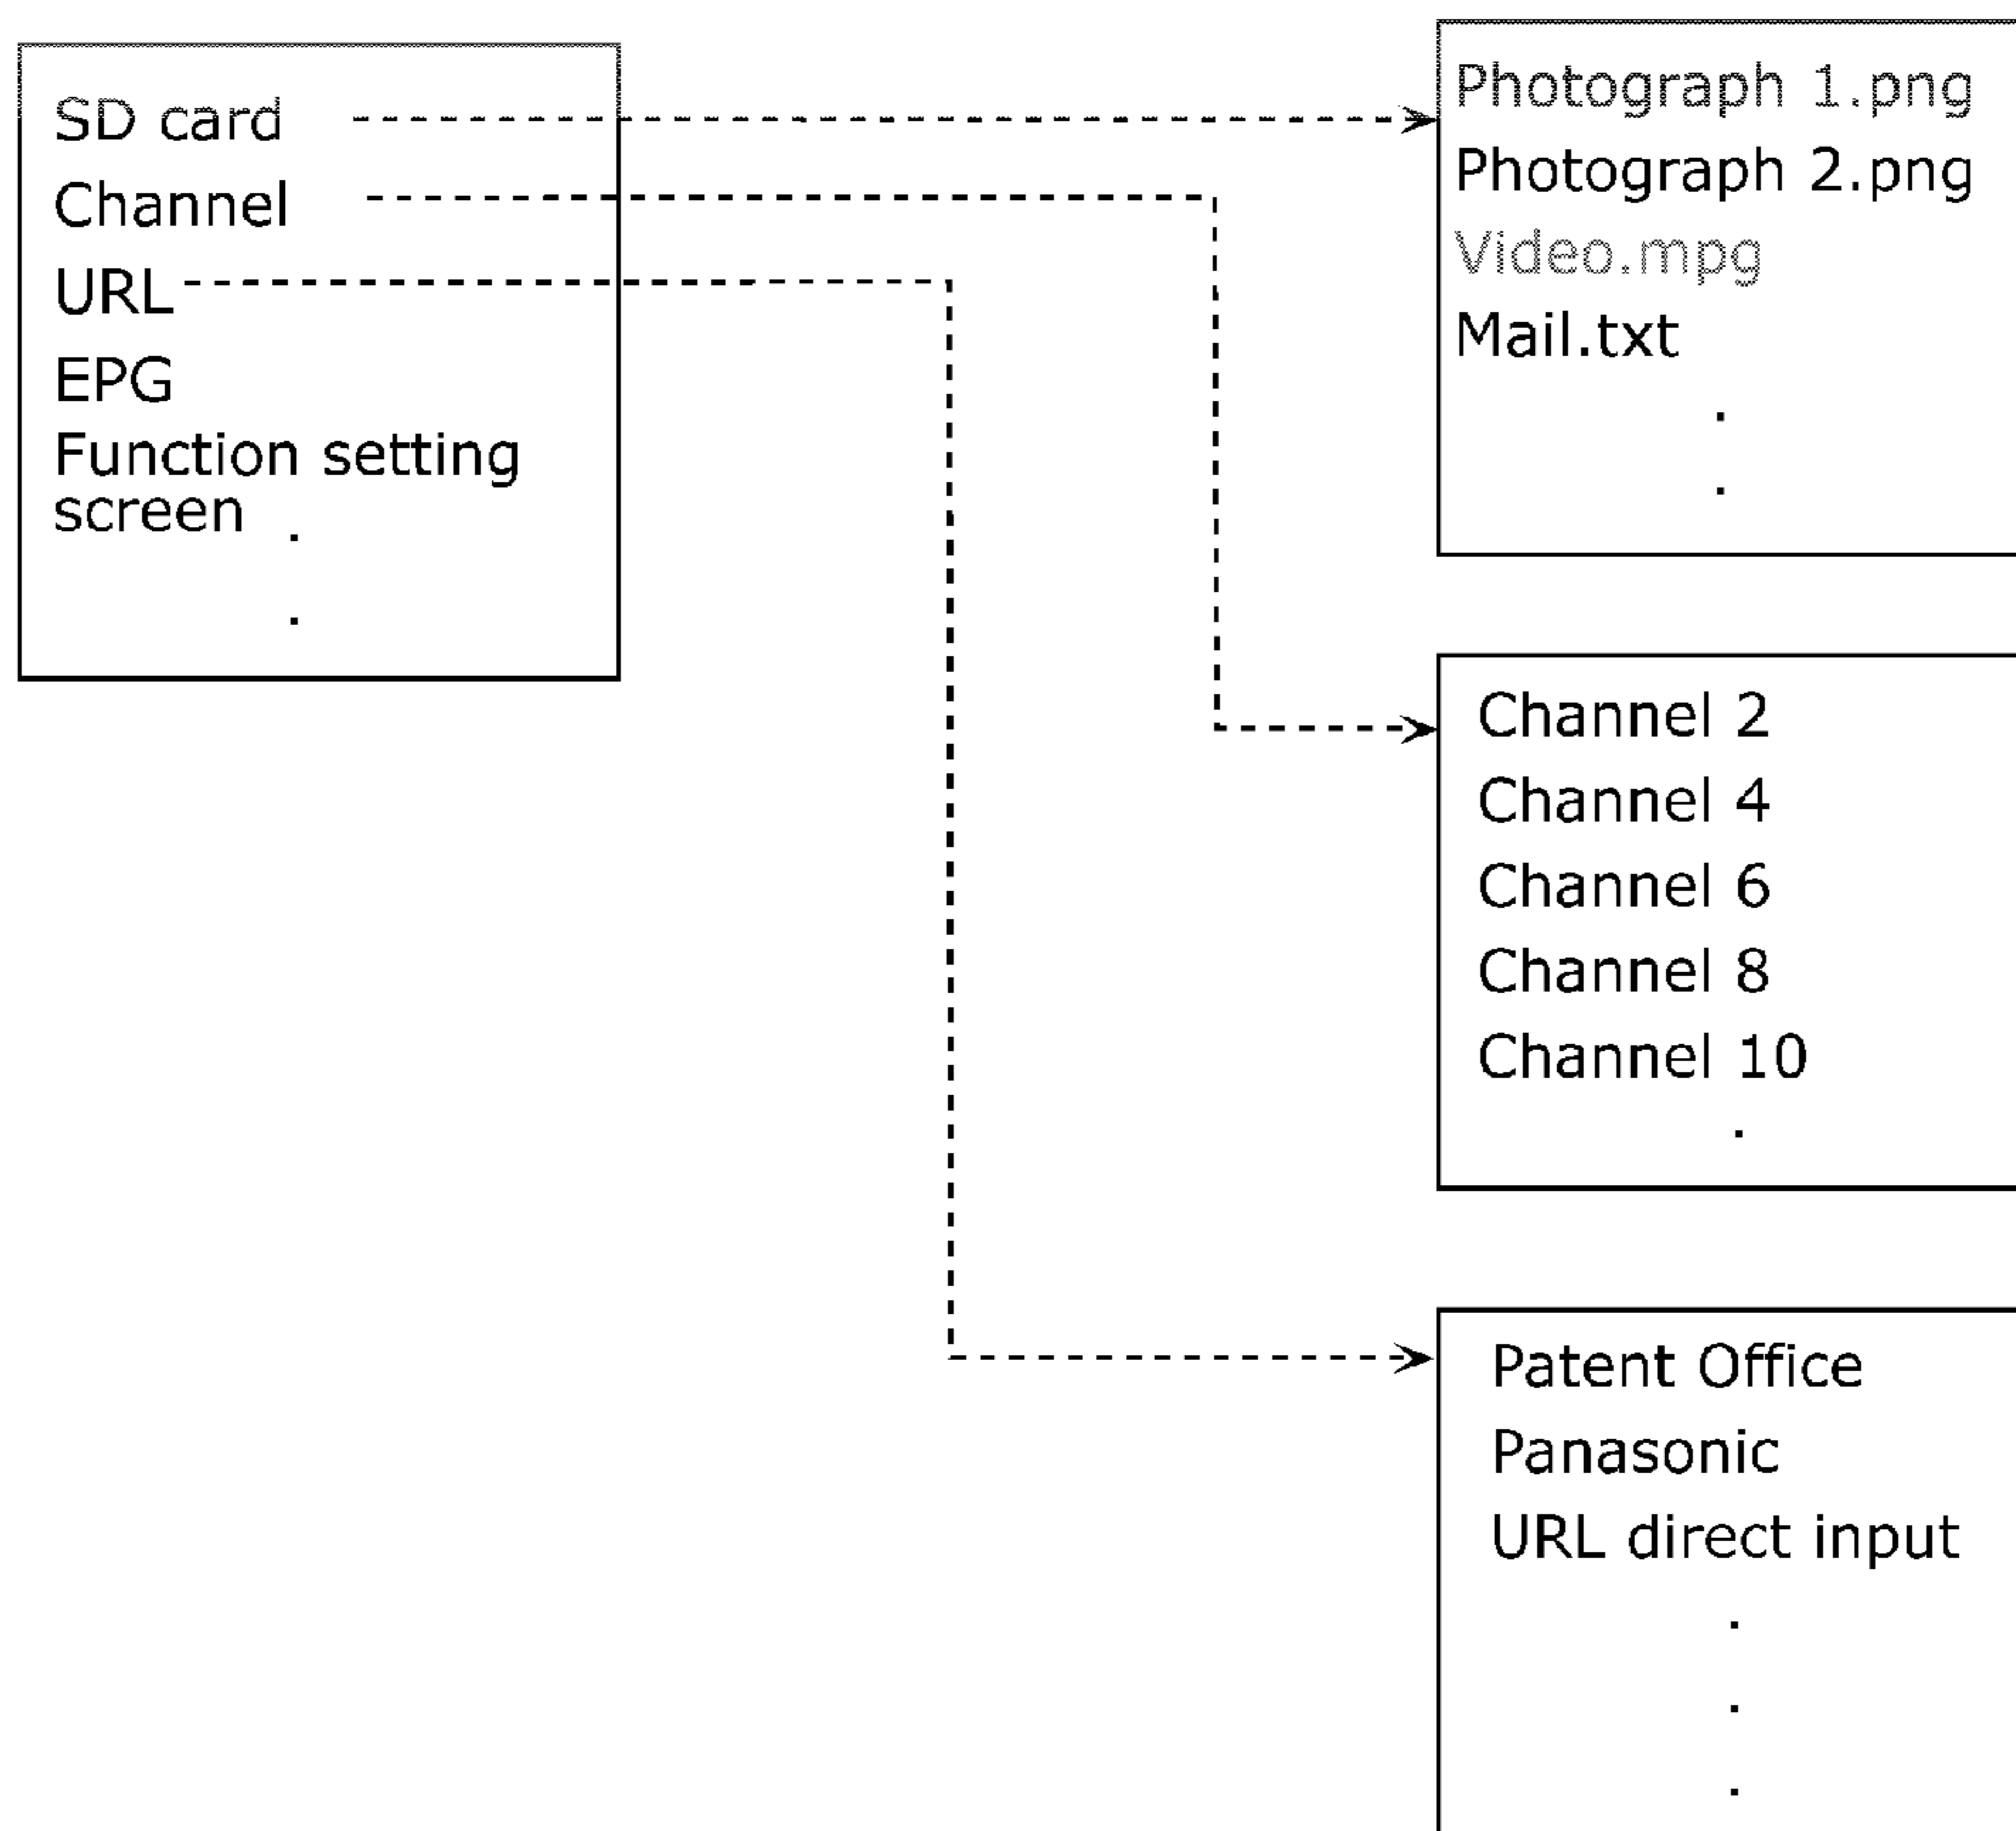 SD card
Channel
URL
EPG
Function setting
screen
.
.
Photograph 1.png
Photograph 2.png
Video.mpg
Mail.txt
.
.
Channel 2
Channel 4
Channel 6
Channel 8
Channel 10
.
Patent Office
Panasonic
URL direct input
.
.
.